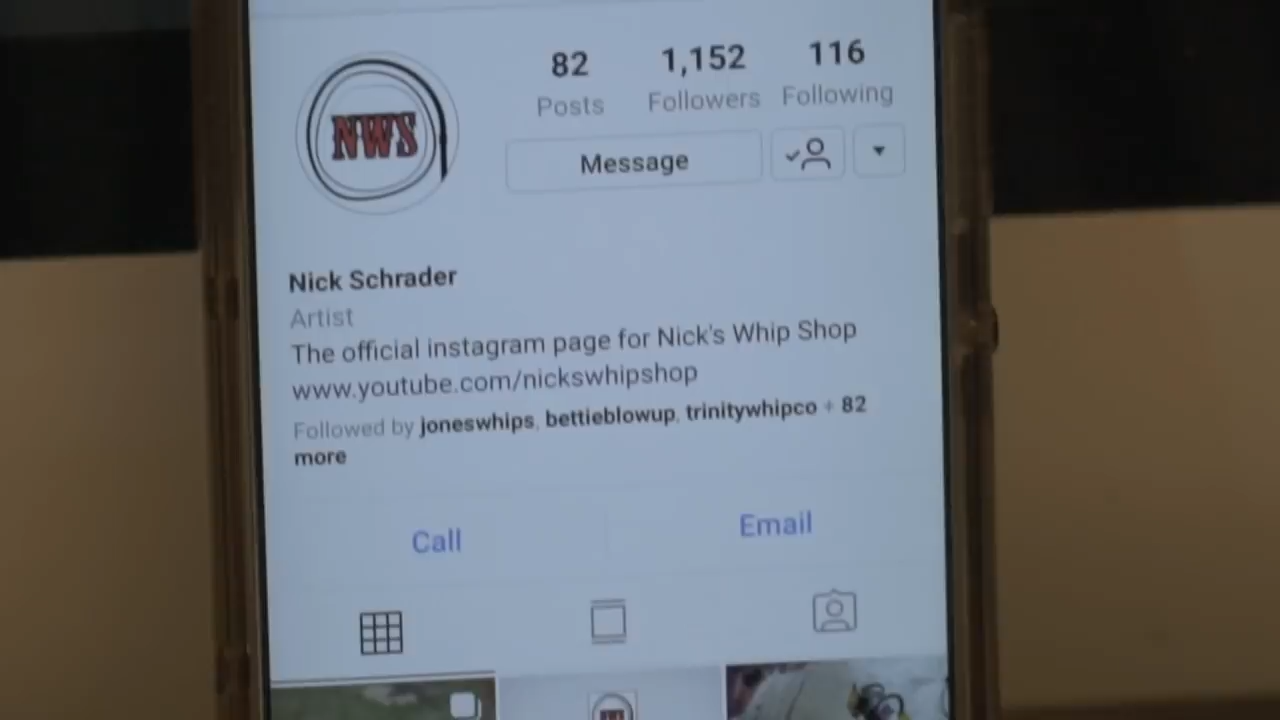 82 1,152 116
Posts Followers Following
NWS
Message
Nick Schrader
Artist
The official instagram page for Nick's Whip Shop
www.youtube.com/nickswhipshop
Followed by joneswhips, bettieblowup, trinitywhipco + 82
more
Call Email